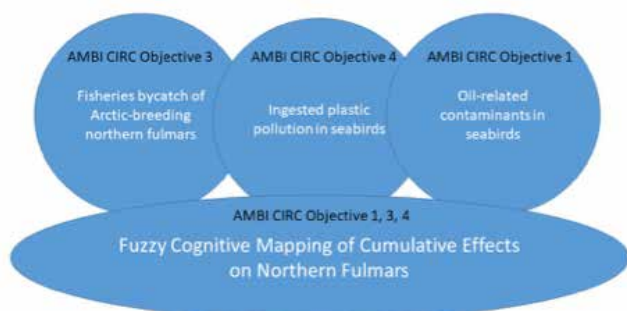 AMBI CIRC Objective 3
Fisheries bycatch of
Arctic-breeding
northern fulmars
AMBI CIRC Objective 4
Ingested plastic
pollution in seabirds
AMBI CIRC Objective 1
Oil-related
contaminants in
seabirds
AMBI CIRC Objective 1, 3, 4
Fuzzy Cognitive Mapping of Cumulative Effects
on Northern Fulmars